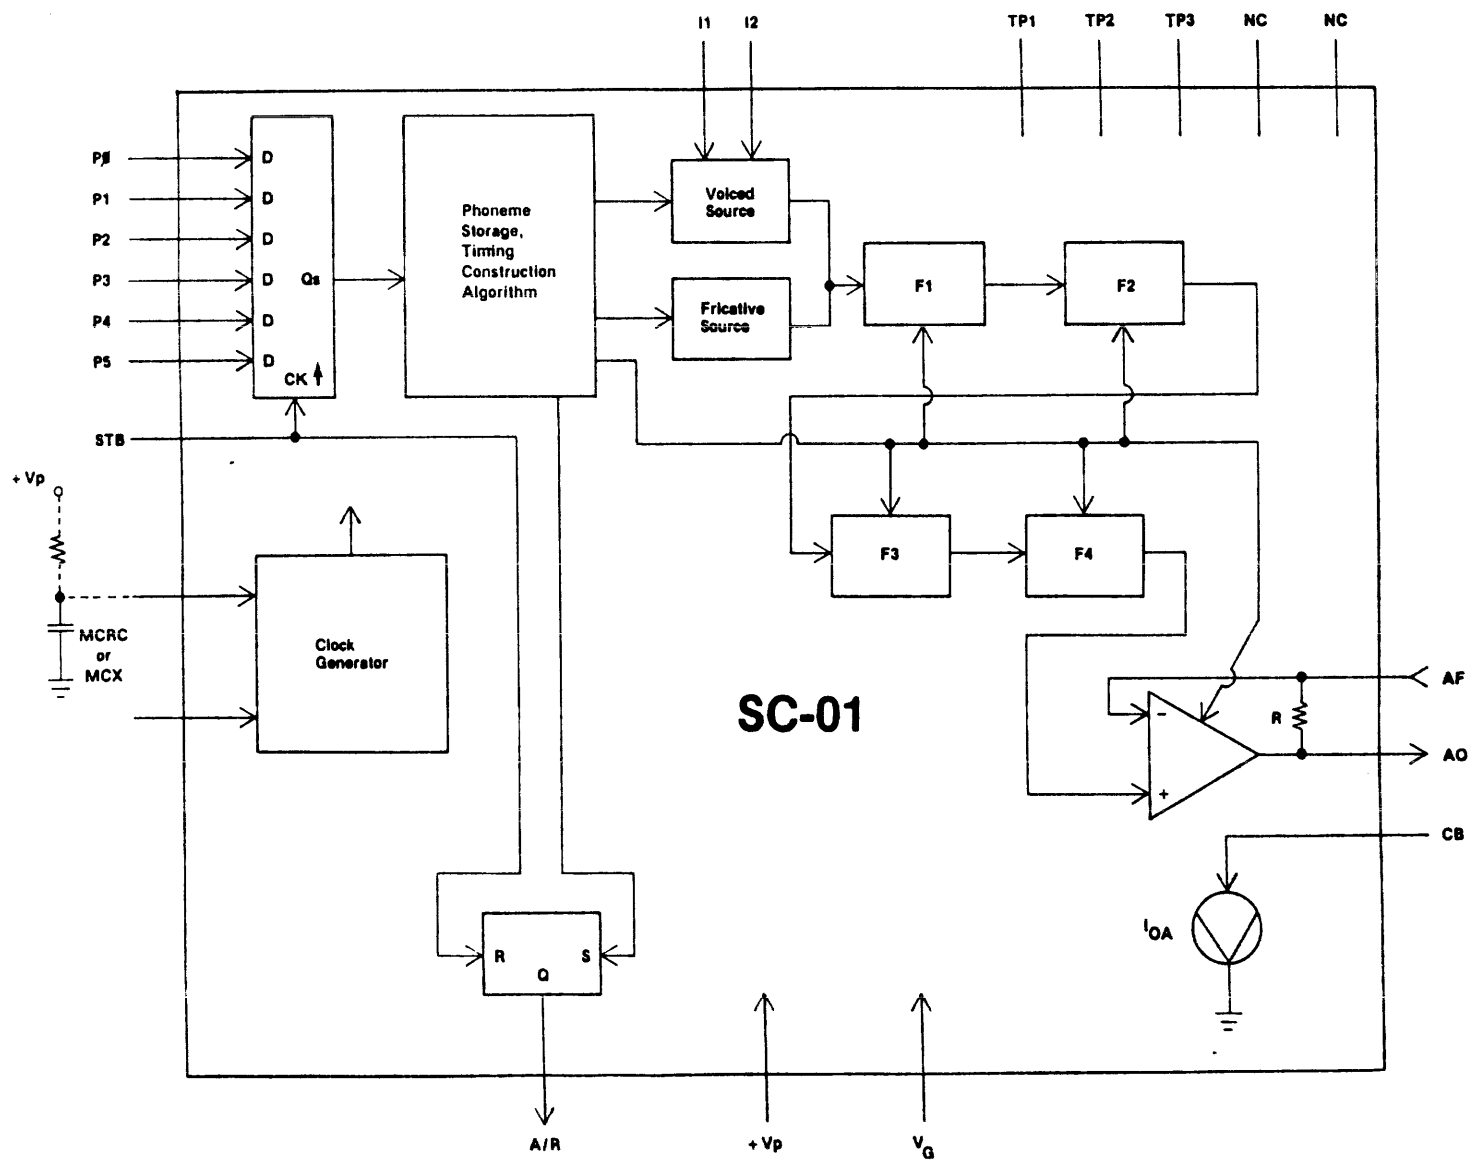 I1 I2 TP1 TP2 TP3 NC NC
P0 D
P1 D
P2 D
P3 D Qs
P4 D
P5 D
CK
STB
Phoneme
Storage,
Timing
Construction
Algorithm
Voiced
Source
Fricative
Source
F1
F2
F3
F4
+ Vp
MCRC
or
MCX
Clock
Generator
SC-01
AF
R
-
+
AO
CB
IOA
R S
Q
A/R
+ Vp
VG